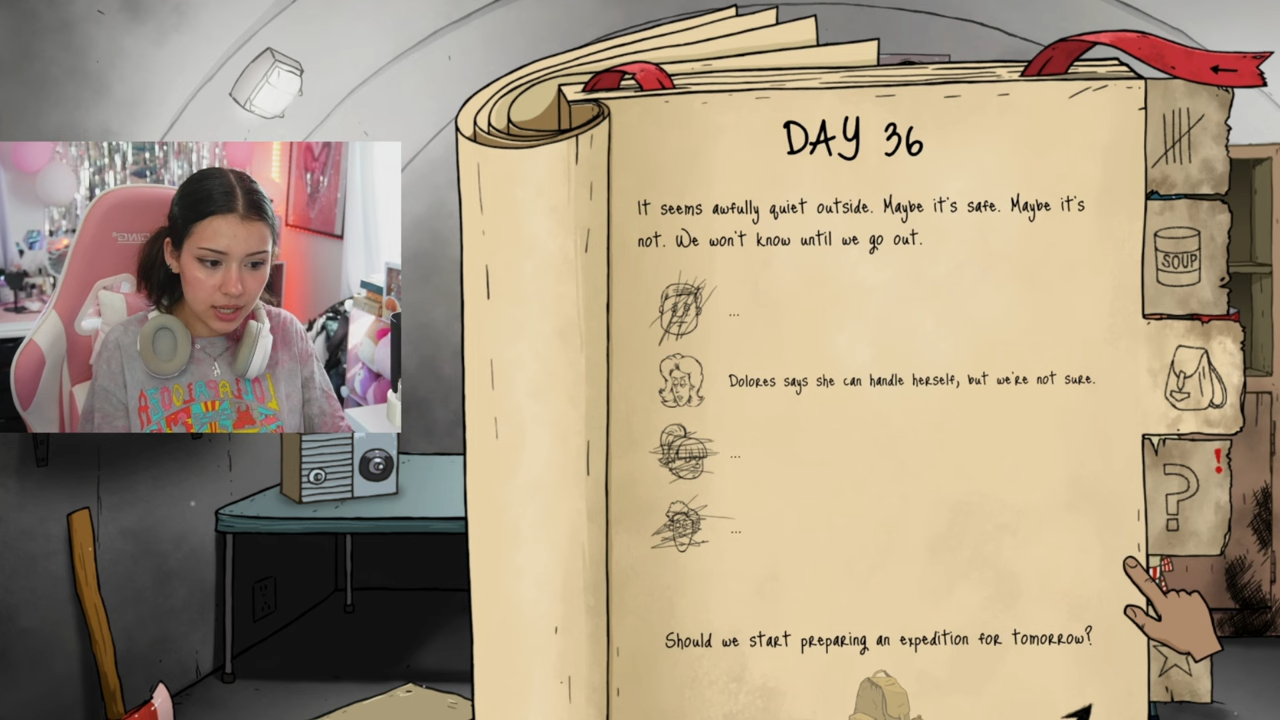 DAY 36
It seems awfully quiet outside. Maybe it's safe. Maybe it's
not. We won't know until we go out.
...
Dolores says she can handle herself, but we're not sure.
...
...
Should we start preparing an expedition for tomorrow?
SOUP
?
!